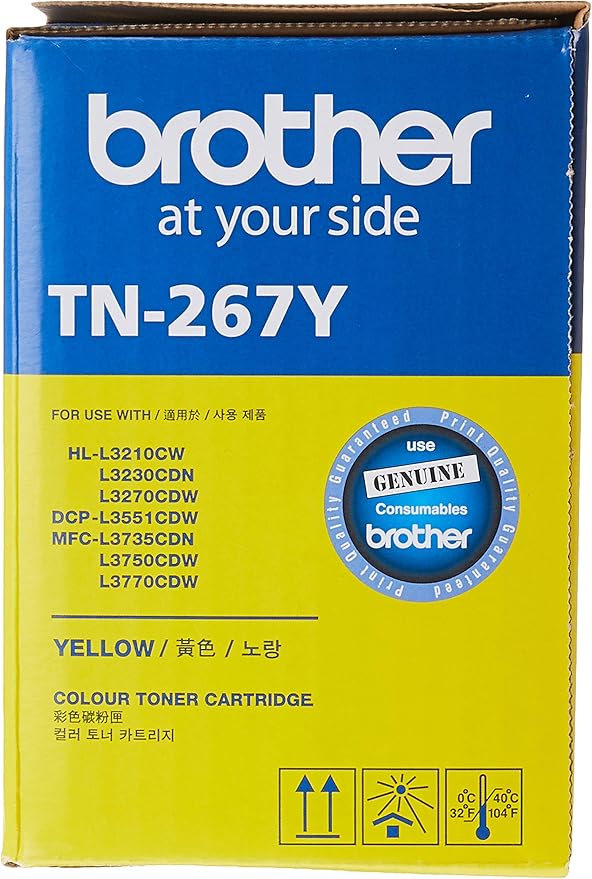 brother
at your side
TN-267Y
FOR USE WITH / 適用於 / 사용 제품
HL-L3210CW
L3230CDN
L3270CDW
DCP-L3551CDW
MFC-L3735CDN
L3750CDW
L3770CDW
Print Quality Guaranteed
Print Quality Guaranteed
use
GENUINE
Consumables
brother
YELLOW / 黃色 / 노랑
COLOUR TONER CARTRIDGE
彩色碳粉匣
컬러 토너 카트리지
0°C 40°C
32°F 104°F